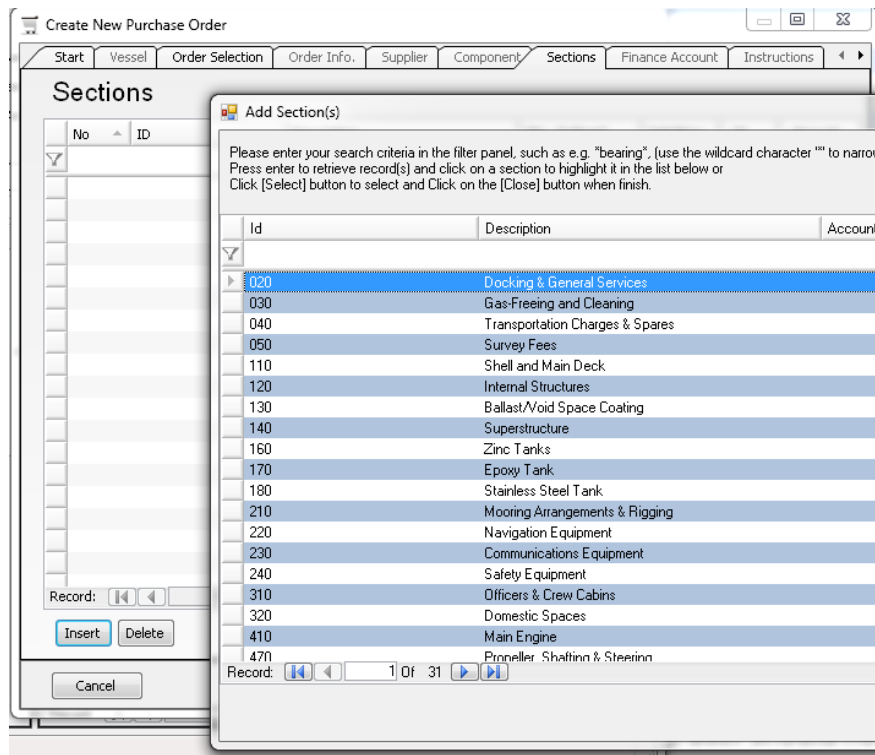 Create New Purchase Order
Start Vessel Order Selection Order Info. Supplier Component Sections Finance Account Instructions
Sections
No ID
Add Section(s)
Please enter your search criteria in the filter panel, such as e.g. *bearing*, (use the wildcard character "*" to narrow
Press enter to retrieve record(s) and click on a section to highlight it in the list below or
Click [Select] button to select and Click on the [Close] button when finish.
Id Description Account
020 Docking & General Services
030 Gas-Freeing and Cleaning
040 Transportation Charges & Spares
050 Survey Fees
110 Shell and Main Deck
120 Internal Structures
130 Ballast/Void Space Coating
140 Superstructure
160 Zinc Tanks
170 Epoxy Tank
180 Stainless Steel Tank
210 Mooring Arrangements & Rigging
220 Navigation Equipment
230 Communications Equipment
240 Safety Equipment
310 Officers & Crew Cabins
320 Domestic Spaces
410 Main Engine
470 Propeller, Shafting & Steering
Record: 1 Of 31
Record:
Insert Delete
Cancel